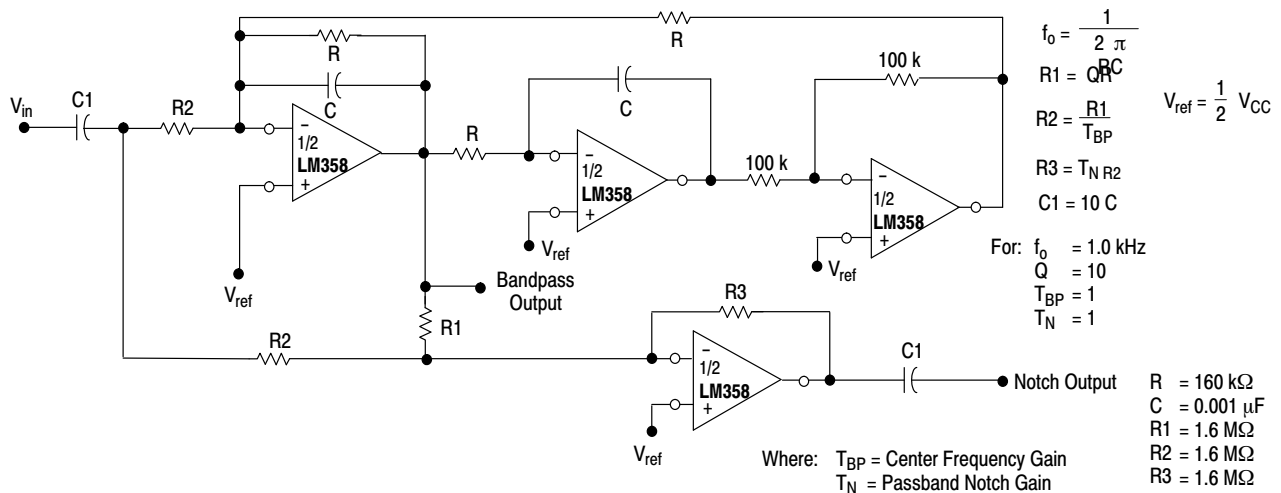 R
R
C
100 k
V_in
C1
R2
−
1/2
LM358
+
V_ref
R
C
−
1/2
LM358
+
V_ref
100 k
−
1/2
LM358
+
V_ref
Bandpass
Output
R1
R2
R3
−
1/2
LM358
+
V_ref
C1
Notch Output
f_o = 1 / 2 π RC
R1 = QR
R2 = R1 / T_BP
R3 = T_N R2
C1 = 10 C
V_ref = 1/2 V_CC
For: f_o = 1.0 kHz
Q = 10
T_BP = 1
T_N = 1
R = 160 kΩ
C = 0.001 μF
R1 = 1.6 MΩ
R2 = 1.6 MΩ
R3 = 1.6 MΩ
Where: T_BP = Center Frequency Gain
T_N = Passband Notch Gain